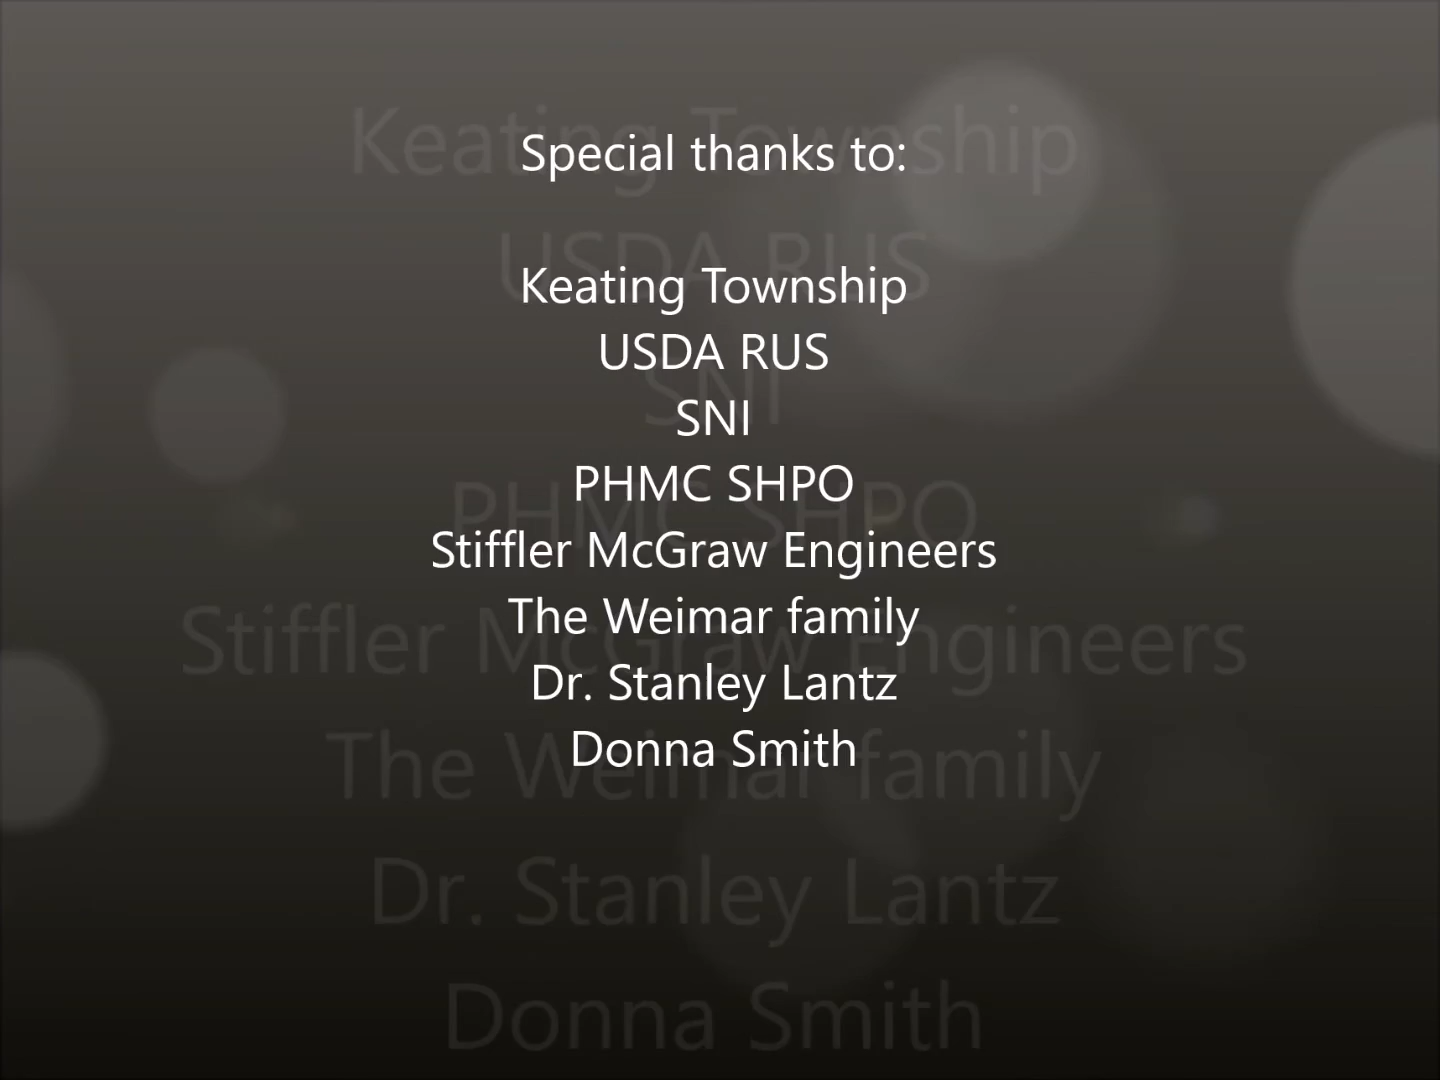 Special thanks to:
Keating Township
USDA RUS
SNI
PHMC SHPO
Stiffler McGraw Engineers
The Weimar family
Dr. Stanley Lantz
Donna Smith